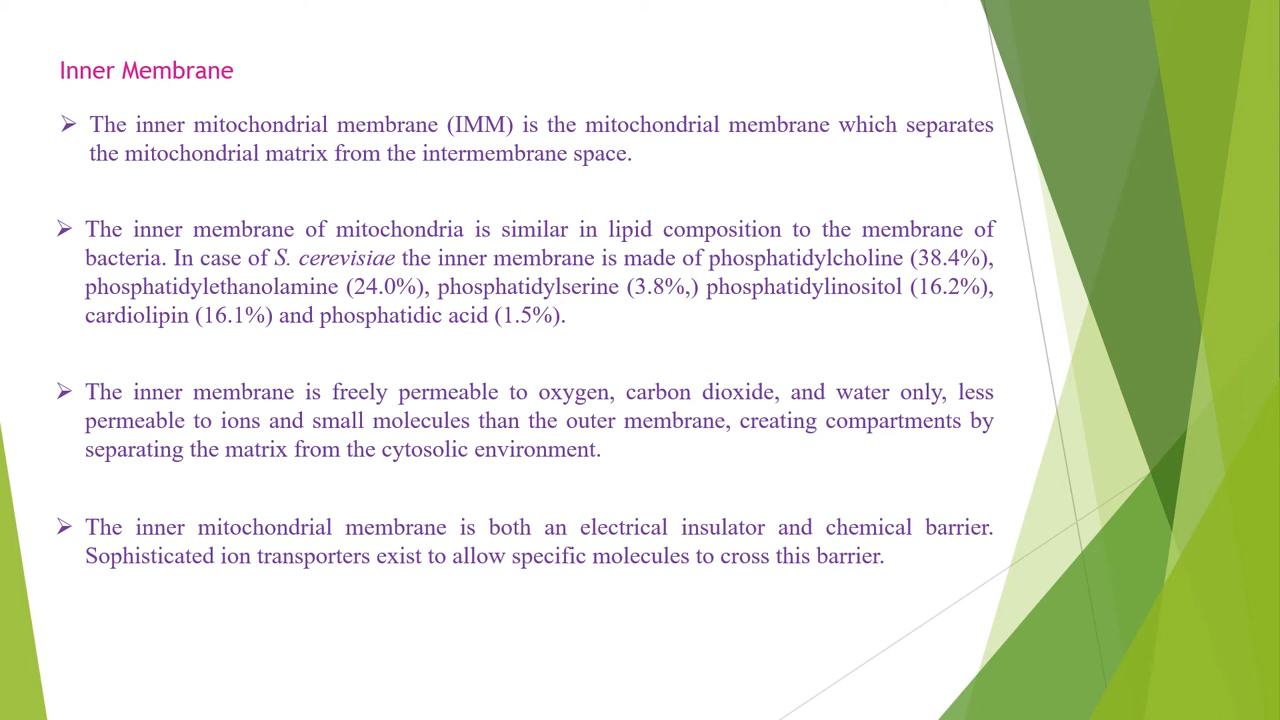 Inner Membrane
➢ The inner mitochondrial membrane (IMM) is the mitochondrial membrane which separates
the mitochondrial matrix from the intermembrane space.
➢ The inner membrane of mitochondria is similar in lipid composition to the membrane of
bacteria. In case of S. cerevisiae the inner membrane is made of phosphatidylcholine (38.4%),
phosphatidylethanolamine (24.0%), phosphatidylserine (3.8%,) phosphatidylinositol (16.2%),
cardiolipin (16.1%) and phosphatidic acid (1.5%).
➢ The inner membrane is freely permeable to oxygen, carbon dioxide, and water only, less
permeable to ions and small molecules than the outer membrane, creating compartments by
separating the matrix from the cytosolic environment.
➢ The inner mitochondrial membrane is both an electrical insulator and chemical barrier.
Sophisticated ion transporters exist to allow specific molecules to cross this barrier.